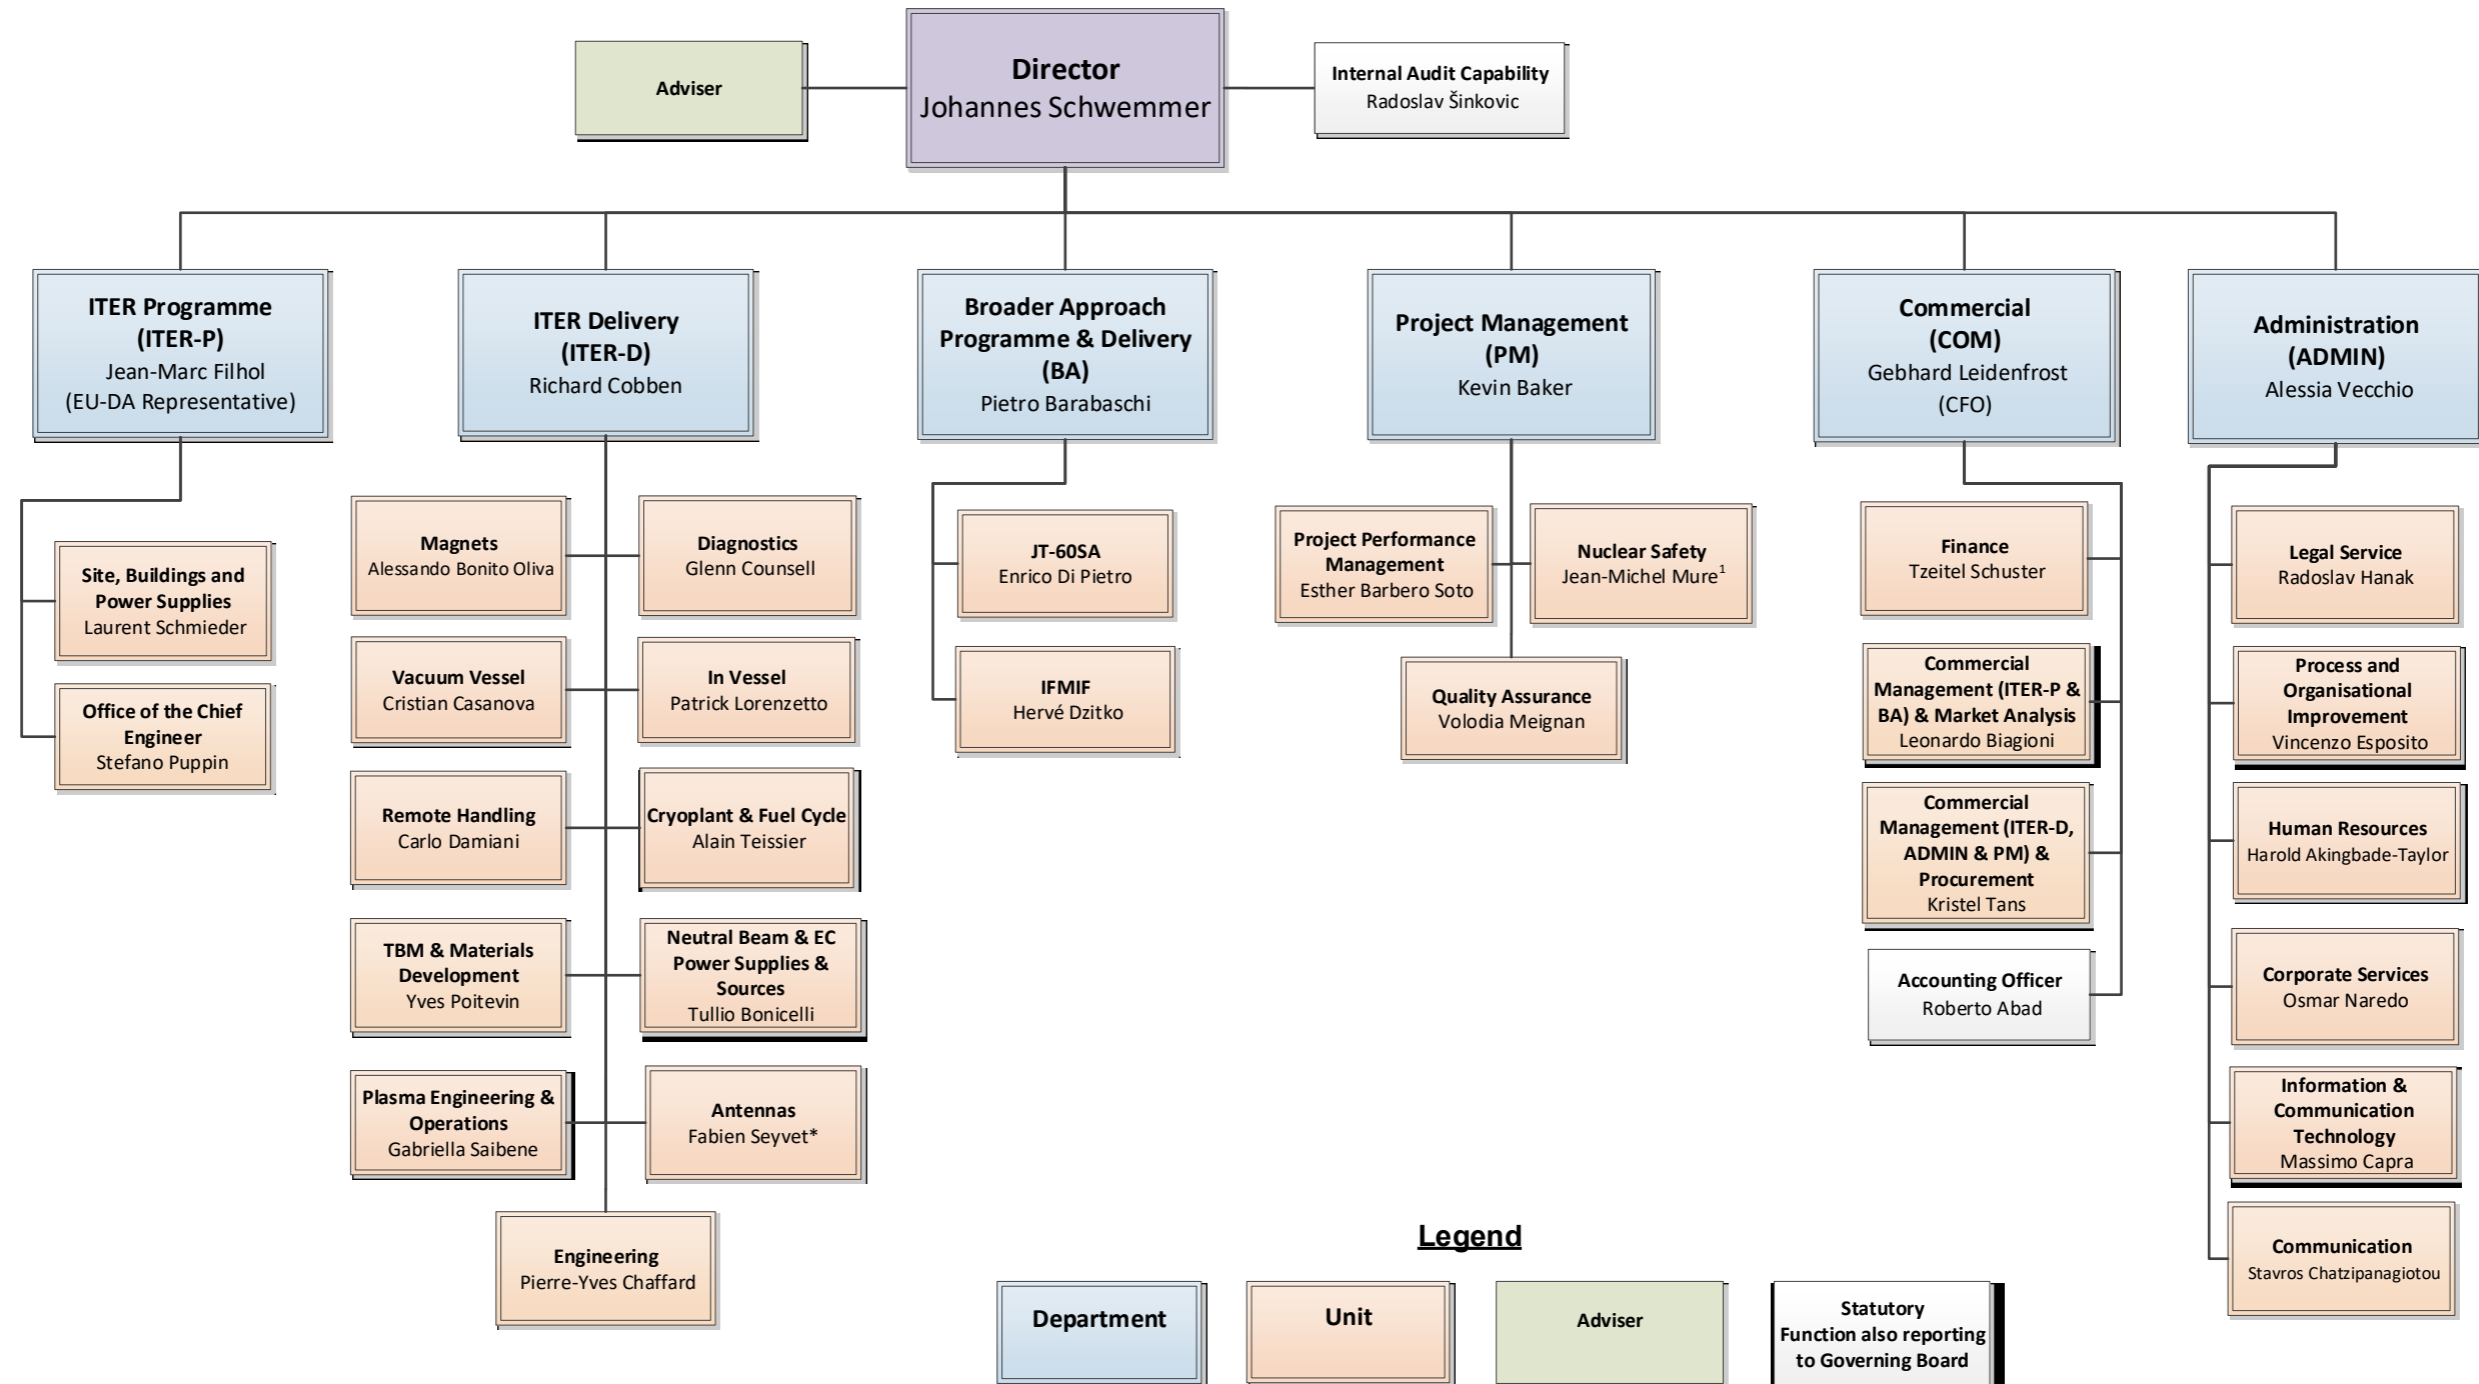 Adviser
Director
Johannes Schwemmer
Internal Audit Capability
Radoslav Šinkovic
ITER Programme
(ITER-P)
Jean-Marc Filhol
(EU-DA Representative)
ITER Delivery
(ITER-D)
Richard Cobben
Broader Approach
Programme & Delivery
(BA)
Pietro Barabaschi
Project Management
(PM)
Kevin Baker
Commercial
(COM)
Gebhard Leidenfrost
(CFO)
Administration
(ADMIN)
Alessia Vecchio
Site, Buildings and
Power Supplies
Laurent Schmieder
Office of the Chief
Engineer
Stefano Puppin
Magnets
Alessando Bonito Oliva
Diagnostics
Glenn Counsell
Vacuum Vessel
Cristian Casanova
In Vessel
Patrick Lorenzetto
Remote Handling
Carlo Damiani
Cryoplant & Fuel Cycle
Alain Teissier
TBM & Materials
Development
Yves Poitevin
Neutral Beam & EC
Power Supplies &
Sources
Tullio Bonicelli
Plasma Engineering &
Operations
Gabriella Saibene
Antennas
Fabien Seyvet*
Engineering
Pierre-Yves Chaffard
JT-60SA
Enrico Di Pietro
IFMIF
Hervé Dzitko
Project Performance
Management
Esther Barbero Soto
Nuclear Safety
Jean-Michel Mure¹
Quality Assurance
Volodia Meignan
Finance
Tzeitel Schuster
Commercial
Management (ITER-P &
BA) & Market Analysis
Leonardo Biagioni
Commercial
Management (ITER-D,
ADMIN & PM) &
Procurement
Kristel Tans
Accounting Officer
Roberto Abad
Legal Service
Radoslav Hanak
Process and
Organisational
Improvement
Vincenzo Esposito
Human Resources
Harold Akingbade-Taylor
Corporate Services
Osmar Naredo
Information &
Communication
Technology
Massimo Capra
Communication
Stavros Chatzipanagiotou
Legend
Department
Unit
Adviser
Statutory
Function also reporting
to Governing Board